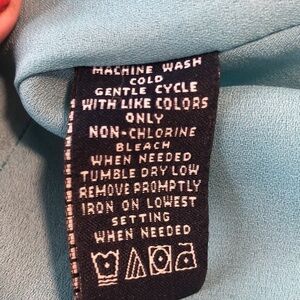 MACHINE WASH
COLD
GENTLE CYCLE
WITH LIKE COLORS
ONLY
NON-CHLORINE
BLEACH
WHEN NEEDED
TUMBLE DRY LOW
REMOVE PROMPTLY
IRON ON LOWEST
SETTING
WHEN NEEDED